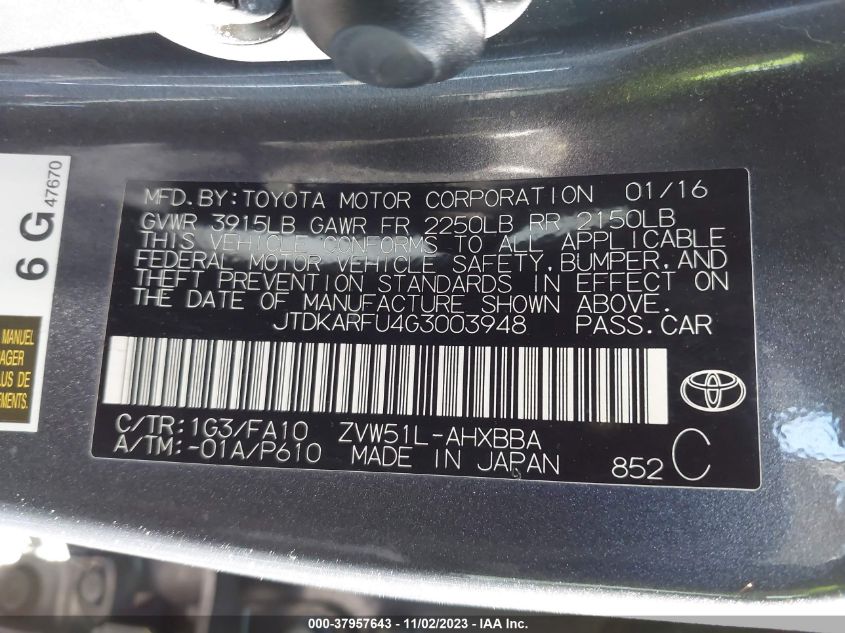 MFD. BY: TOYOTA MOTOR CORPORATION 01/16
GVWR 3915LB GAWR FR 2250LB RR 2150LB
THIS VEHICLE CONFORMS TO ALL APPLICABLE
FEDERAL MOTOR VEHICLE SAFETY, BUMPER, AND
THEFT PREVENTION STANDARDS IN EFFECT ON
THE DATE OF MANUFACTURE SHOWN ABOVE.
JTDKARFU4G3003948 PASS. CAR
C/TR: 1G3/FA10 ZVW51L-AHXBBA
A/TM: -01A/P610 MADE IN JAPAN 852 C
6 G
47670
MANUEL
AGER
LUS DE
EMENTS.
000-37957643 - 11/02/2023 - IAA Inc.